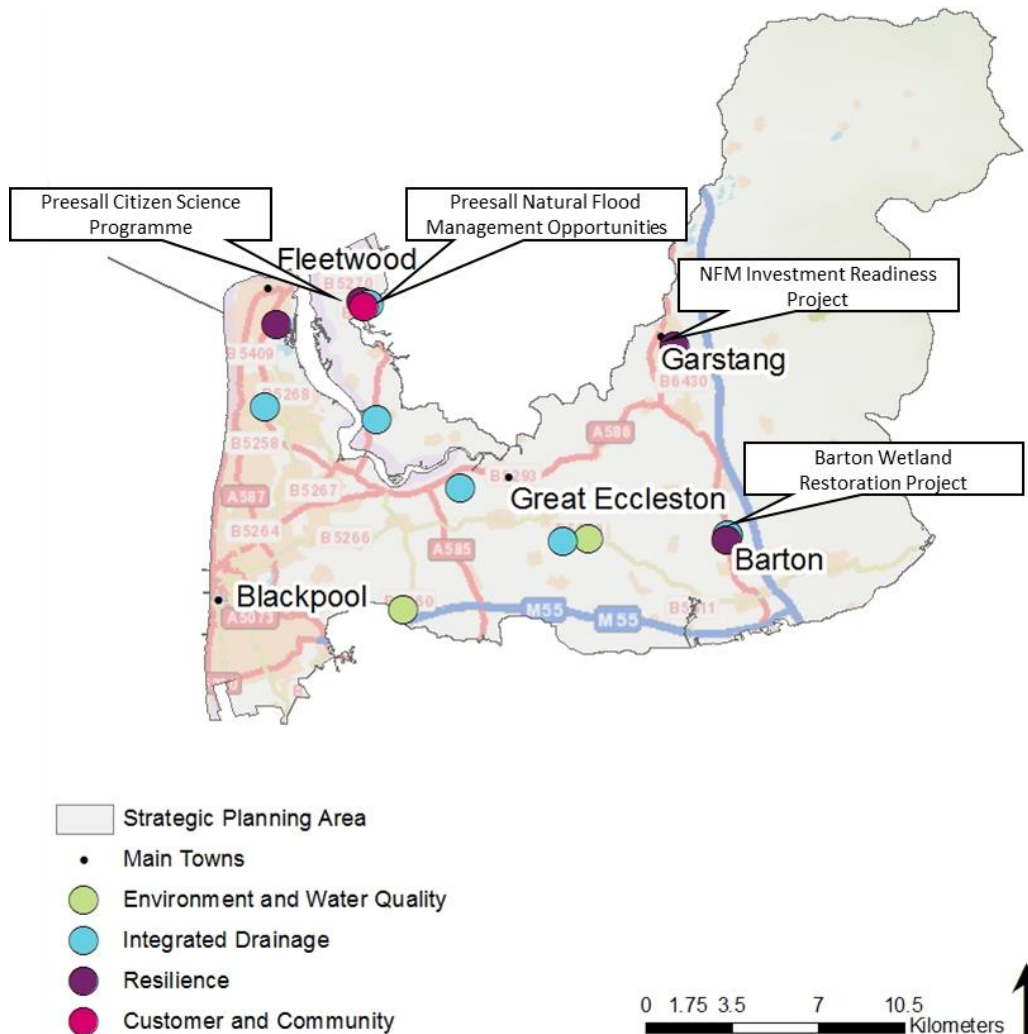 Preesall Citizen Science
Programme
Preesall Natural Flood
Management Opportunities
Fleetwood
B5270
NFM Investment Readiness
Project
Garstang
B5409
B6430
B5268
A586
B5258
Barton Wetland
Restoration Project
B5293
A587
B5267
Great Eccleston
B5264
B5266
A585
Barton
Blackpool
M55
M55
A5073
Strategic Planning Area
Main Towns
Environment and Water Quality
Integrated Drainage
Resilience
Customer and Community
0 1.75 3.5 7 10.5
Kilometers